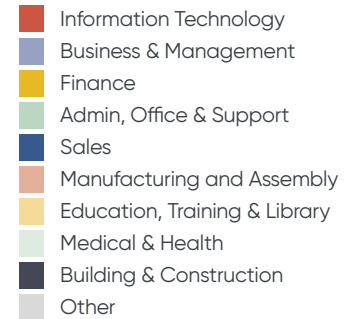 Information Technology
Business & Management
Finance
Admin, Office & Support
Sales
Manufacturing and Assembly
Education, Training & Library
Medical & Health
Building & Construction
Other